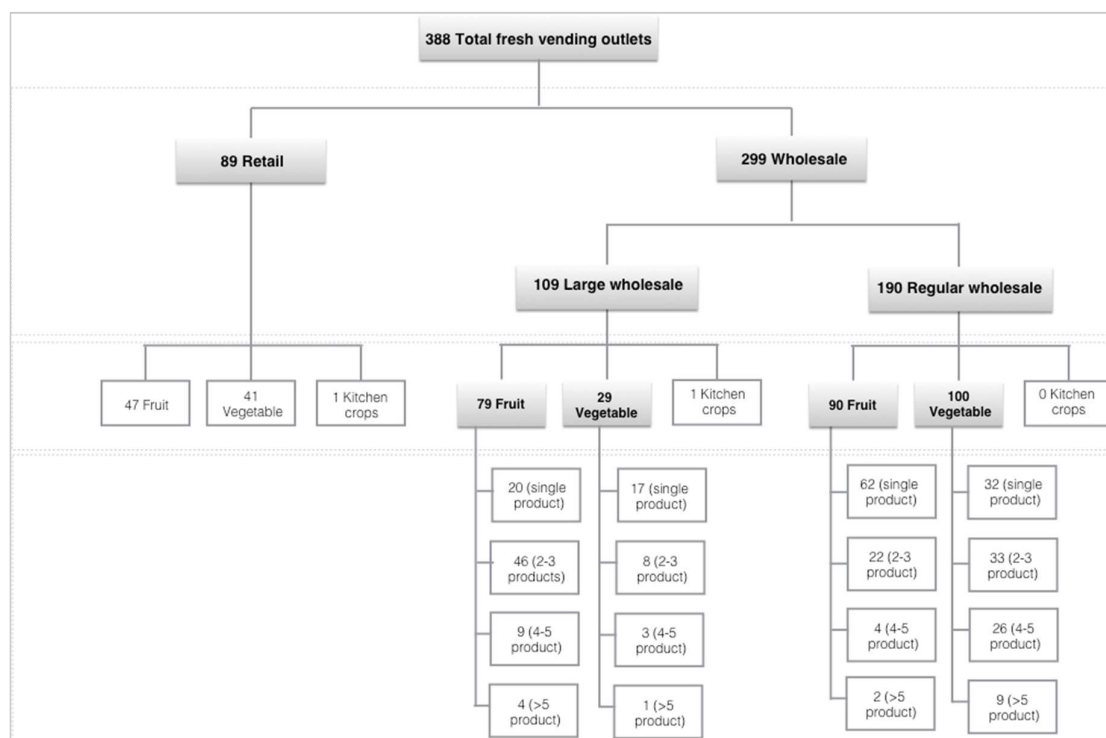 388 Total fresh vending outlets
89 Retail
299 Wholesale
109 Large wholesale
190 Regular wholesale
47 Fruit
41
Vegetable
1 Kitchen
crops
79 Fruit
29
Vegetable
1 Kitchen
crops
90 Fruit
100
Vegetable
0 Kitchen
crops
20 (single
product)
46 (2-3
products)
9 (4-5
product)
4 (>5
product)
17 (single
product)
8 (2-3
product)
3 (4-5
product)
1 (>5
product)
62 (single
product)
22 (2-3
product)
4 (4-5
product)
2 (>5
product)
32 (single
product)
33 (2-3
product)
26 (4-5
product)
9 (>5
product)